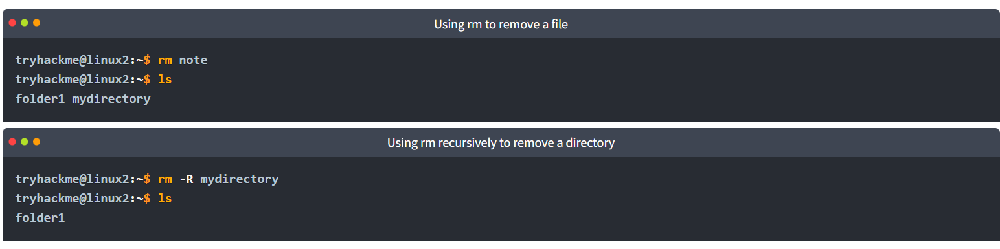 Using rm to remove a file
tryhackme@linux2:~$ rm note
tryhackme@linux2:~$ ls
folder1 mydirectory
Using rm recursively to remove a directory
tryhackme@linux2:~$ rm -R mydirectory
tryhackme@linux2:~$ ls
folder1